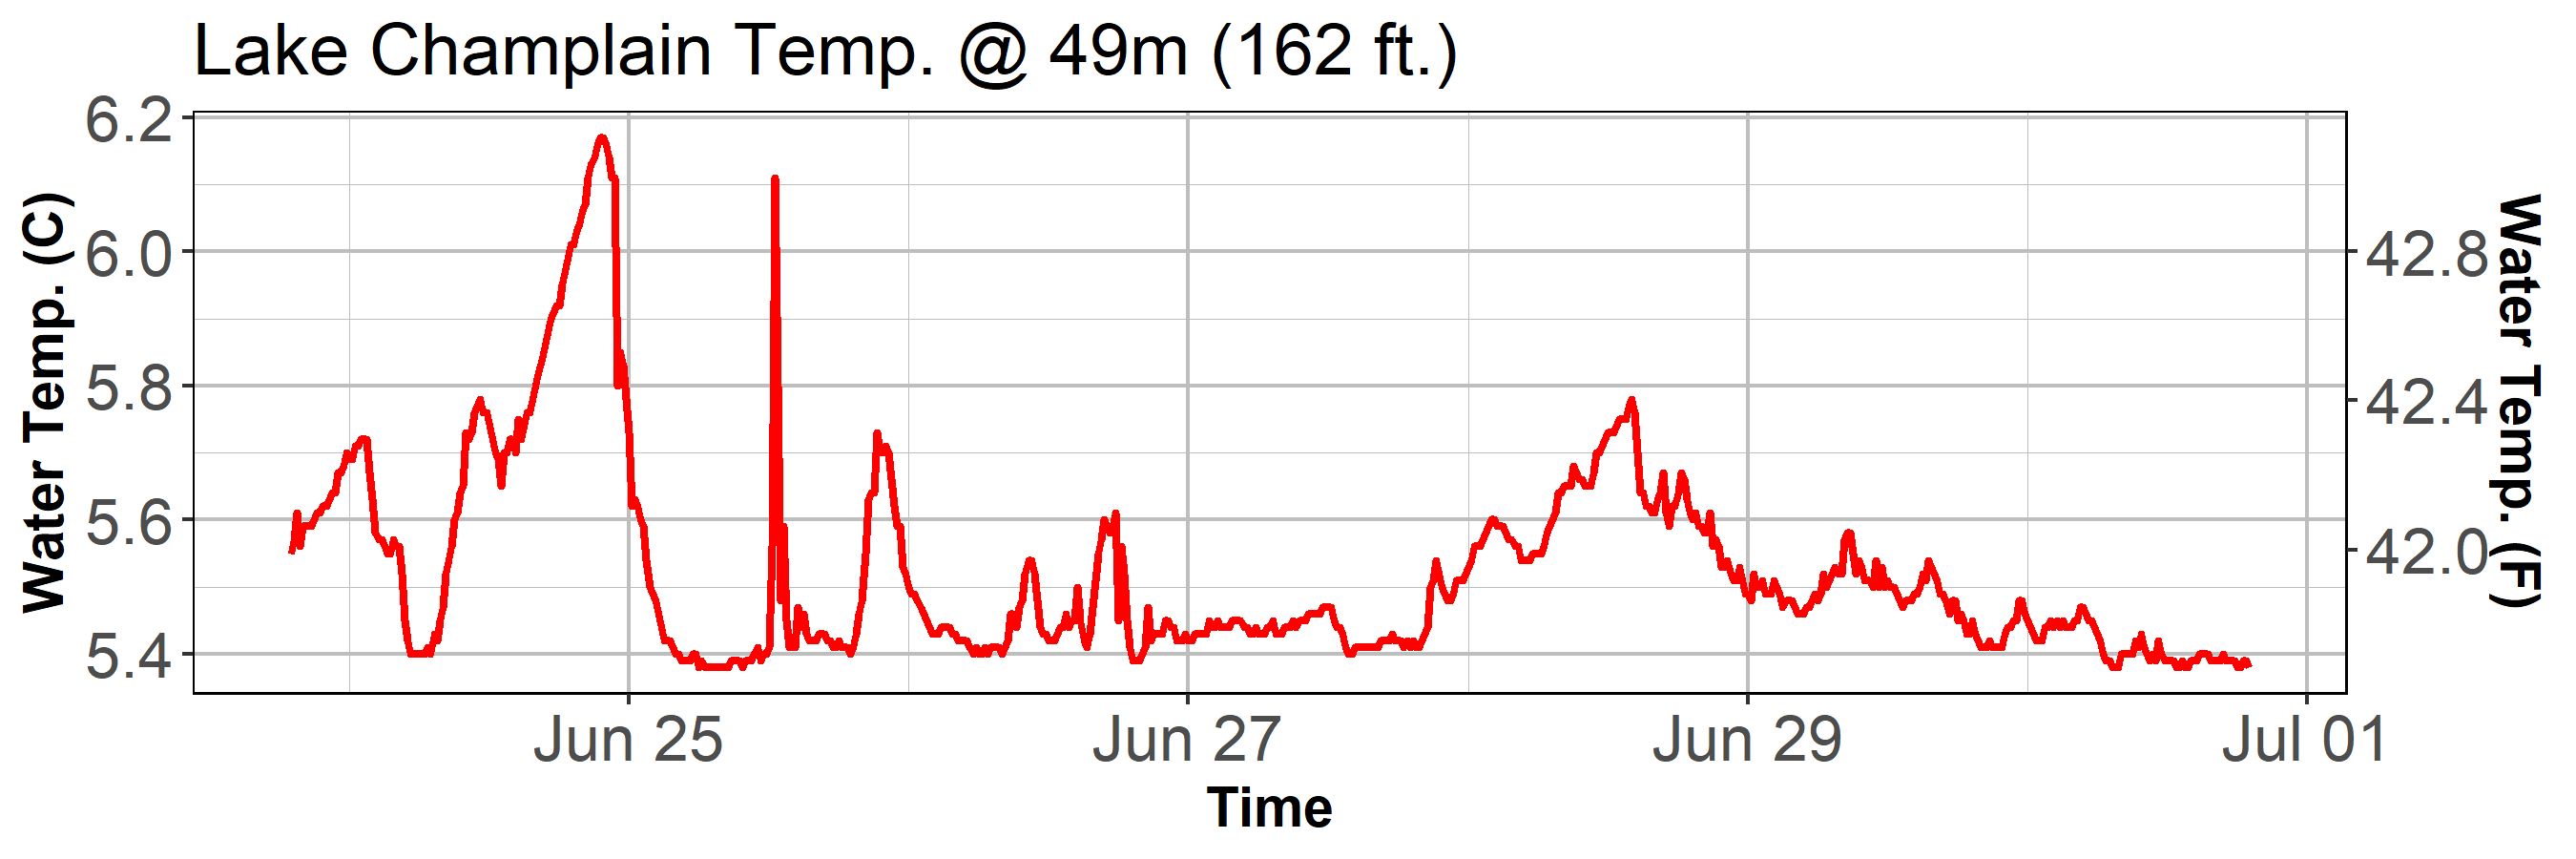 Lake Champlain Temp. @ 49m (162 ft.)
Water Temp. (C)
6.2
6.0
5.8
5.6
5.4
42.8
42.4
42.0
Water Temp. (F)
Jun 25
Jun 27
Jun 29
Jul 01
Time